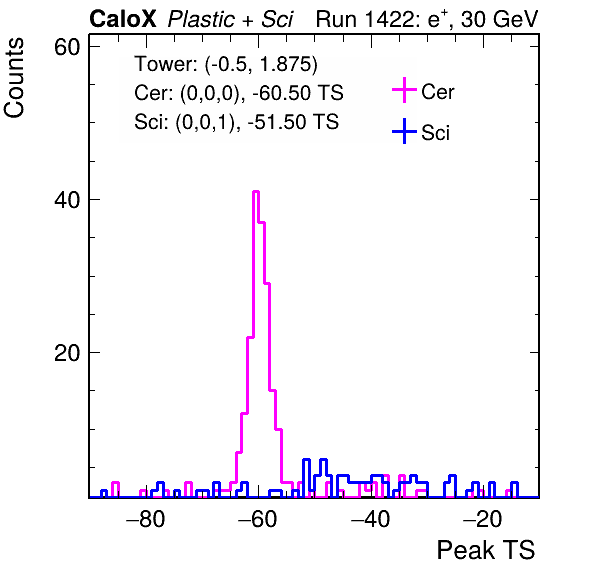 CaloX Plastic + Sci Run 1422: e⁺, 30 GeV
Counts
Tower: (-0.5, 1.875)
Cer: (0,0,0), -60.50 TS
Sci: (0,0,1), -51.50 TS
Cer
Sci
60
40
20
−80 −60 −40 −20
Peak TS